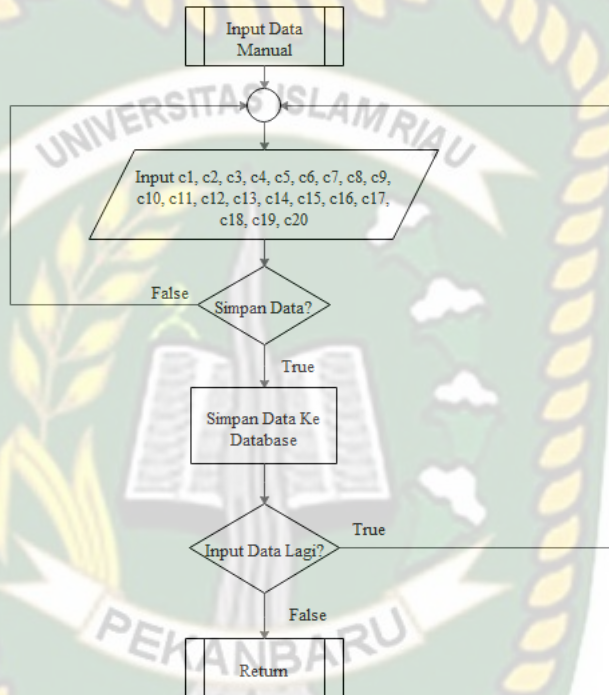 Input Data
Manual
UNIVERSITAS ISLAM RIAU
Input c1, c2, c3, c4, c5, c6, c7, c8, c9,
c10, c11, c12, c13, c14, c15, c16, c17,
c18, c19, c20
False
Simpan Data?
True
Simpan Data Ke
Database
True
Input Data Lagi?
False
PEKANBARU
Return